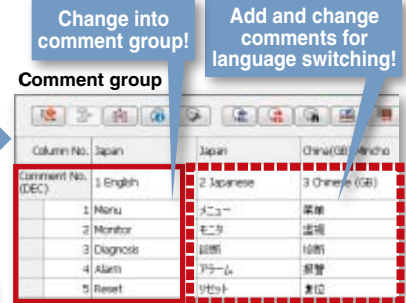 Change into
comment group!
Add and change
comments for
language switching!
Comment group
Column No. Japan Japan China(GB) Mincho
Comment No. (DEC) 1 English 2 Japanese 3 Chinese (GB)
1 Menu メニュー 菜单
2 Monitor モニタ 监视
3 Diagnosis 診断 诊断
4 Alarm アラーム 报警
5 Reset リセット 复位